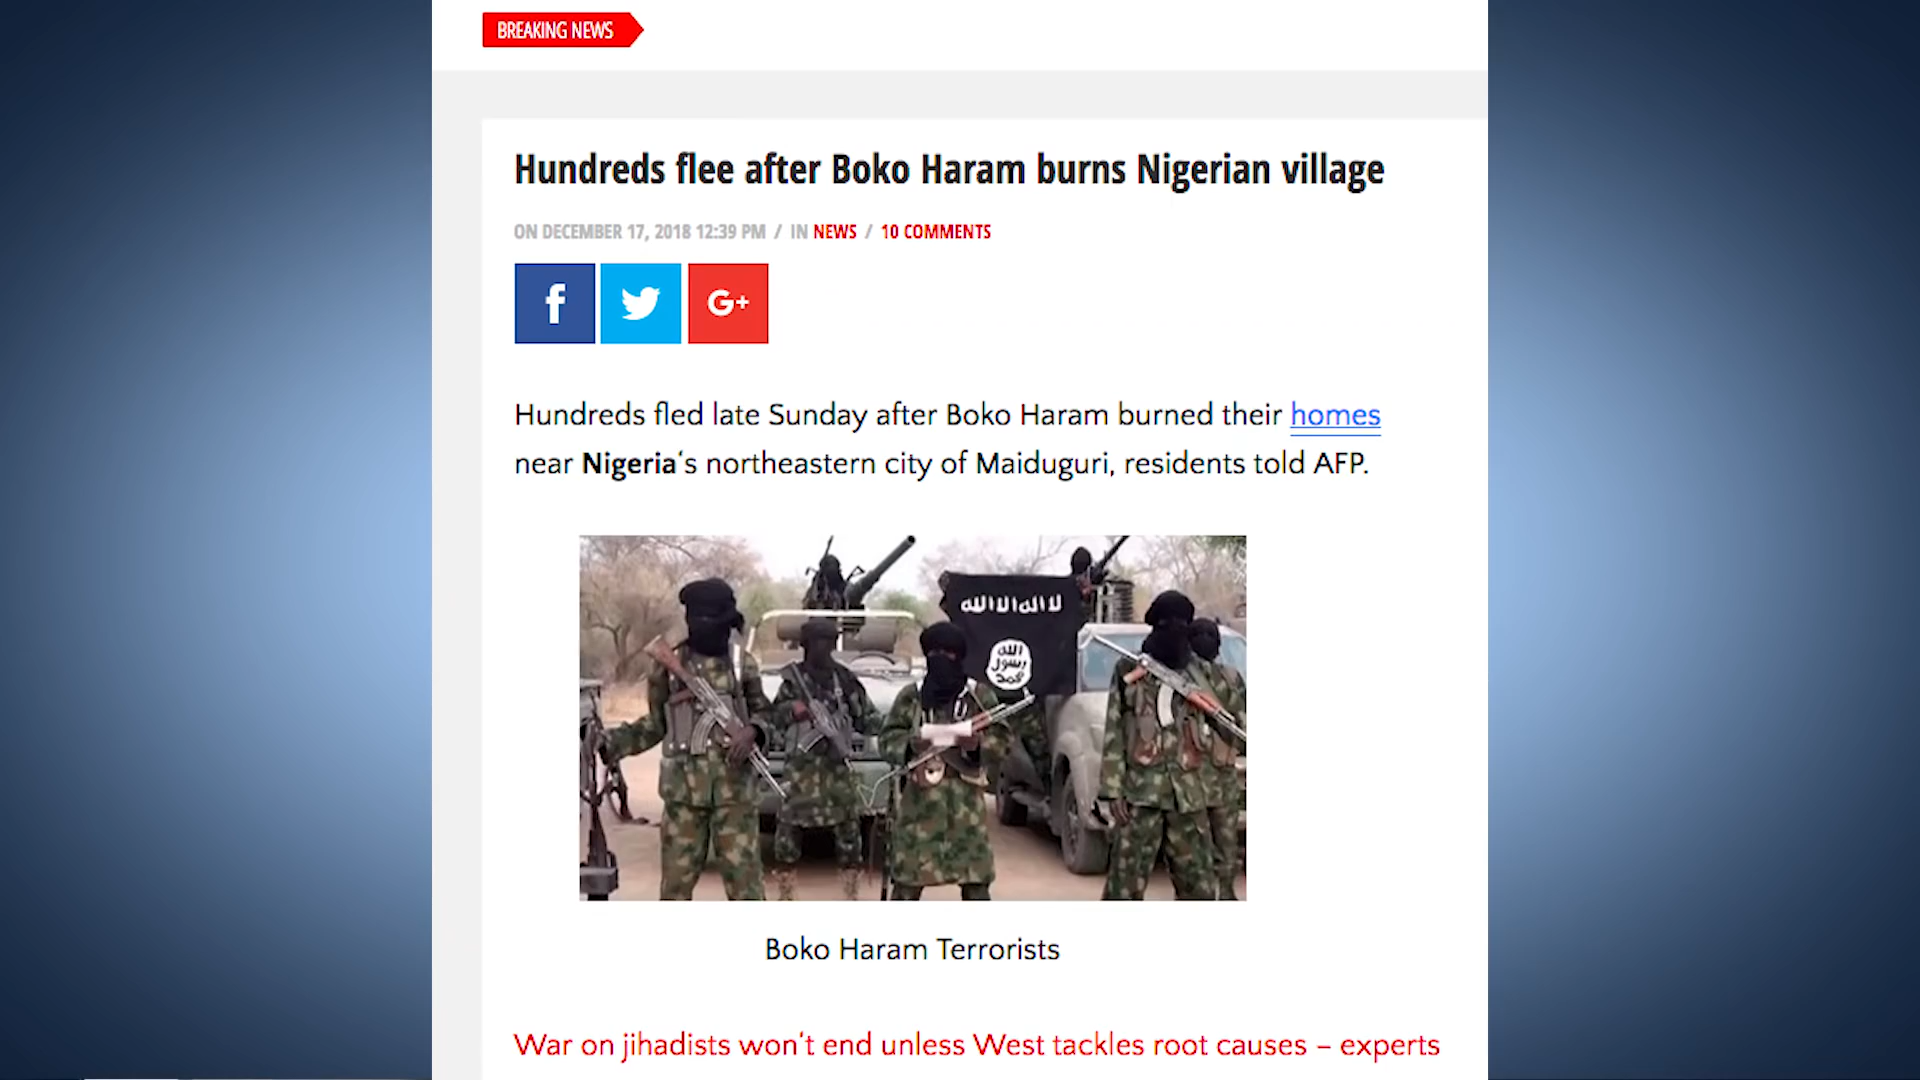 BREAKING NEWS
Hundreds flee after Boko Haram burns Nigerian village
ON DECEMBER 17, 2018 12:39 PM / IN NEWS / 10 COMMENTS
f
G+
Hundreds fled late Sunday after Boko Haram burned their homes
near Nigeria‘s northeastern city of Maiduguri, residents told AFP.
لا اله الا الله
الله
رسول
محمد
Boko Haram Terrorists
War on jihadists won’t end unless West tackles root causes – experts